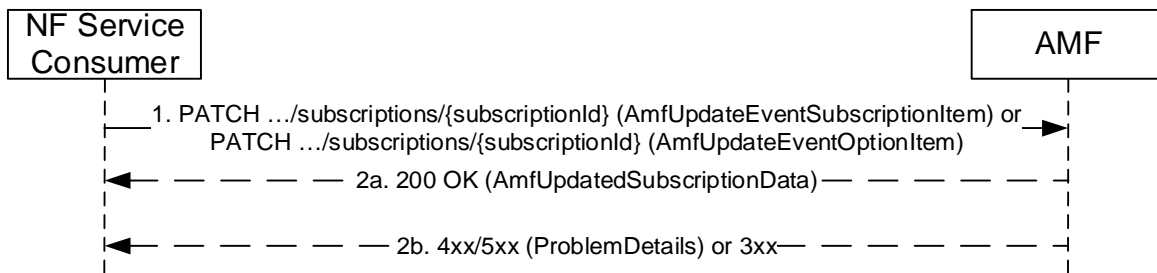 NF Service
Consumer
AMF
1. PATCH …/subscriptions/{subscriptionId} (AmfUpdateEventSubscriptionItem) or
PATCH …/subscriptions/{subscriptionId} (AmfUpdateEventOptionItem)
2a. 200 OK (AmfUpdatedSubscriptionData)
2b. 4xx/5xx (ProblemDetails) or 3xx